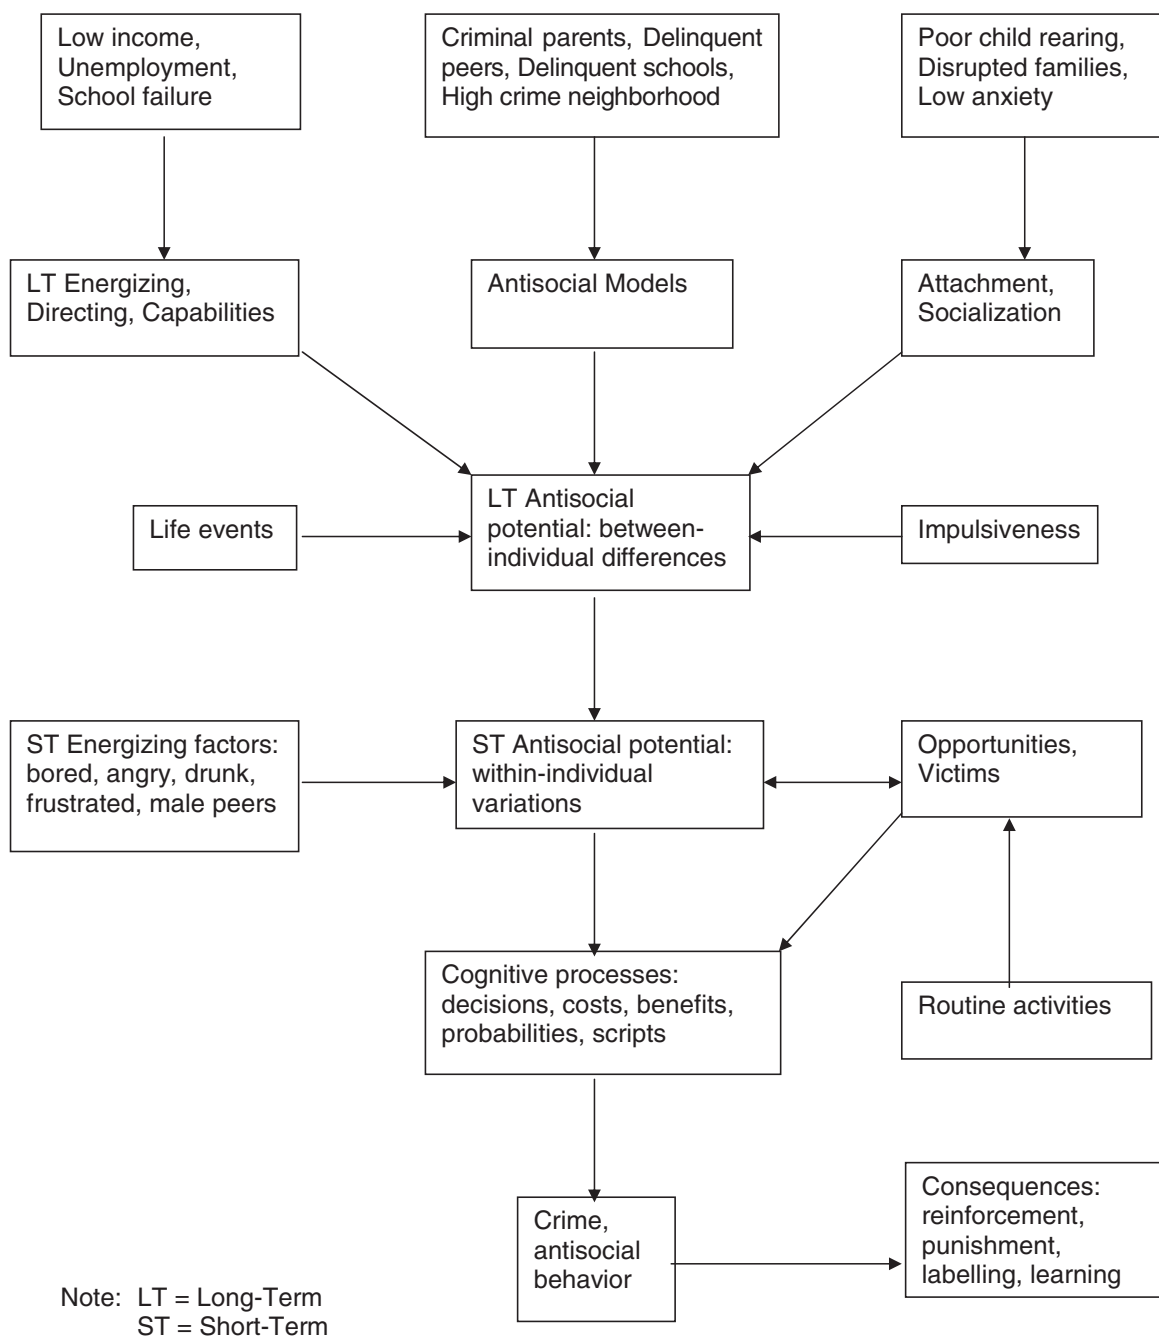 Low income,
Unemployment,
School failure
Criminal parents, Delinquent
peers, Delinquent schools,
High crime neighborhood
Poor child rearing,
Disrupted families,
Low anxiety
LT Energizing,
Directing, Capabilities
Antisocial Models
Attachment,
Socialization
Life events
LT Antisocial
potential: between-
individual differences
Impulsiveness
ST Energizing factors:
bored, angry, drunk,
frustrated, male peers
ST Antisocial potential:
within-individual
variations
Opportunities,
Victims
Cognitive processes:
decisions, costs, benefits,
probabilities, scripts
Routine activities
Crime,
antisocial
behavior
Consequences:
reinforcement,
punishment,
labelling, learning
Note: LT = Long-Term
ST = Short-Term